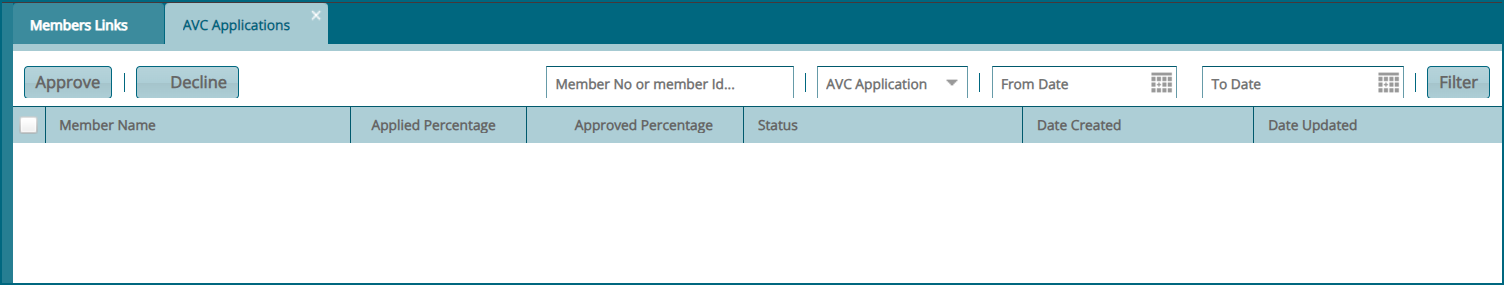 Members Links AVC Applications ×
Approve Decline Member No or member Id... AVC Application From Date To Date Filter
Member Name Applied Percentage Approved Percentage Status Date Created Date Updated